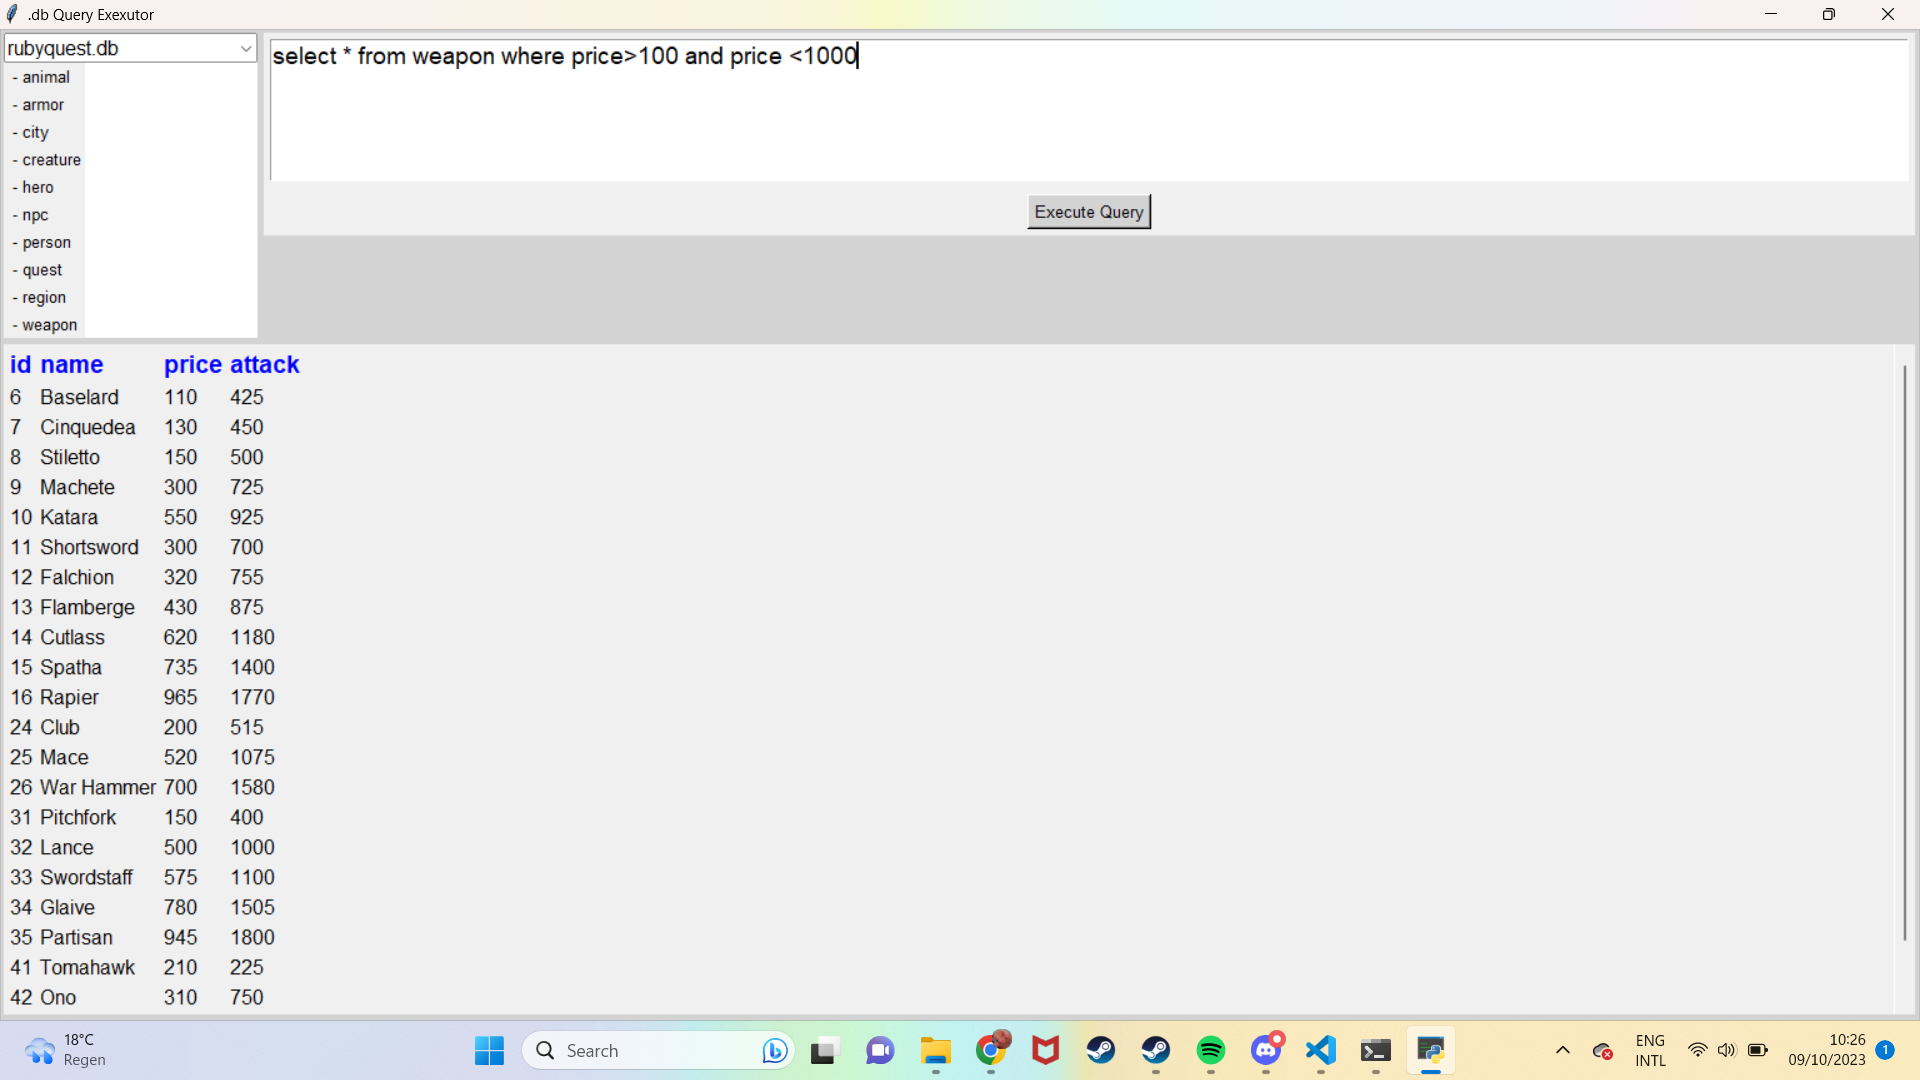 .db Query Exexutor
rubyquest.db
- animal
- armor
- city
- creature
- hero
- npc
- person
- quest
- region
- weapon
select * from weapon where price>100 and price <1000
Execute Query
id name price attack
6 Baselard 110 425
7 Cinquedea 130 450
8 Stiletto 150 500
9 Machete 300 725
10 Katara 550 925
11 Shortsword 300 700
12 Falchion 320 755
13 Flamberge 430 875
14 Cutlass 620 1180
15 Spatha 735 1400
16 Rapier 965 1770
24 Club 200 515
25 Mace 520 1075
26 War Hammer 700 1580
31 Pitchfork 150 400
32 Lance 500 1000
33 Swordstaff 575 1100
34 Glaive 780 1505
35 Partisan 945 1800
41 Tomahawk 210 225
42 Ono 310 750
18°C
Regen
Search
ENG
INTL
10:26
09/10/2023
1